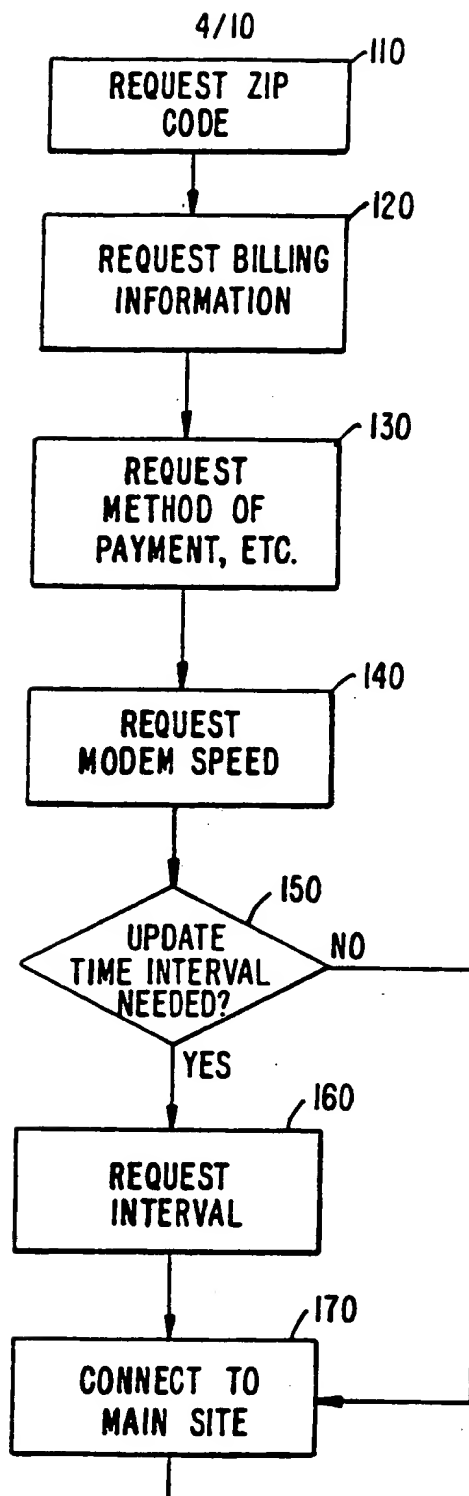 4/10
110
REQUEST ZIP
CODE
120
REQUEST BILLING
INFORMATION
130
REQUEST
METHOD OF
PAYMENT, ETC.
140
REQUEST
MODEM SPEED
150
UPDATE
TIME INTERVAL
NEEDED?
NO
YES
160
REQUEST
INTERVAL
170
CONNECT TO
MAIN SITE